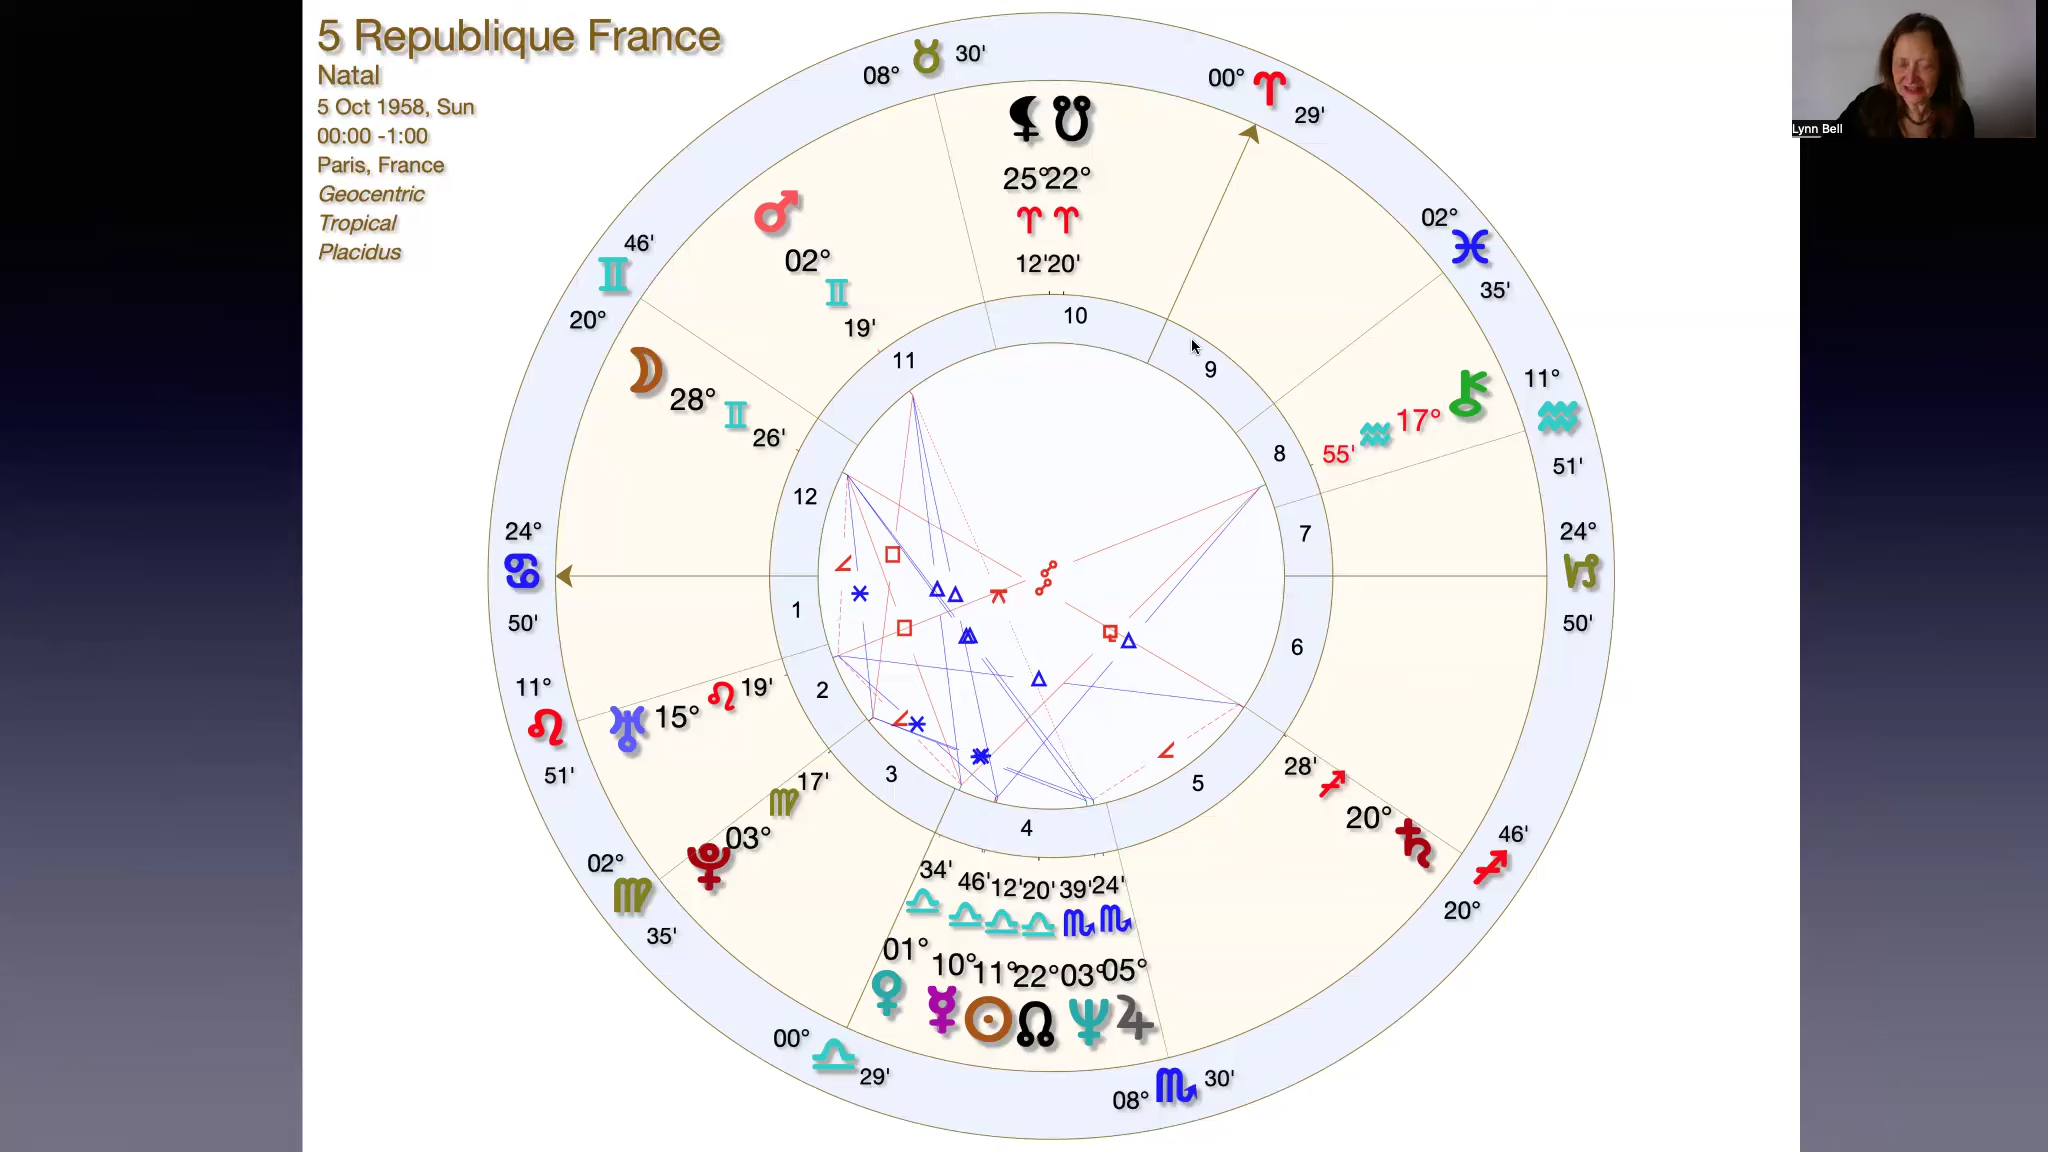 5 Republique France
Natal
5 Oct 1958, Sun
00:00 -1:00
Paris, France
Geocentric
Tropical
Placidus
Lynn Bell
08° ♉ 30'
00° ♈ 29'
02° ♓ 35'
11° ♒ 51'
24° ♑ 50'
46' ♐ 20°
08° ♏ 30'
00° ♎ 29'
02° ♍ 35'
11° ♌ 51'
24° ♋ 50'
46' ♊ 20°
25° 22°
♈ ♈
12' 20'
♂ 02° ♊ 19'
☽ 28° ♊ 26'
55' ♒ 17°
15° ♌ 19'
03° ♍ 17'
28' ♐ 20° ♄
34' 46' 12' 20' 39' 24'
♎ ♎ ♎ ♎ ♏ ♏
01° 10° 11° 22° 03° 05°
♀ ☿ ☉ ☊ ♆ ♃
10
9
8
7
6
5
4
3
2
1
12
11